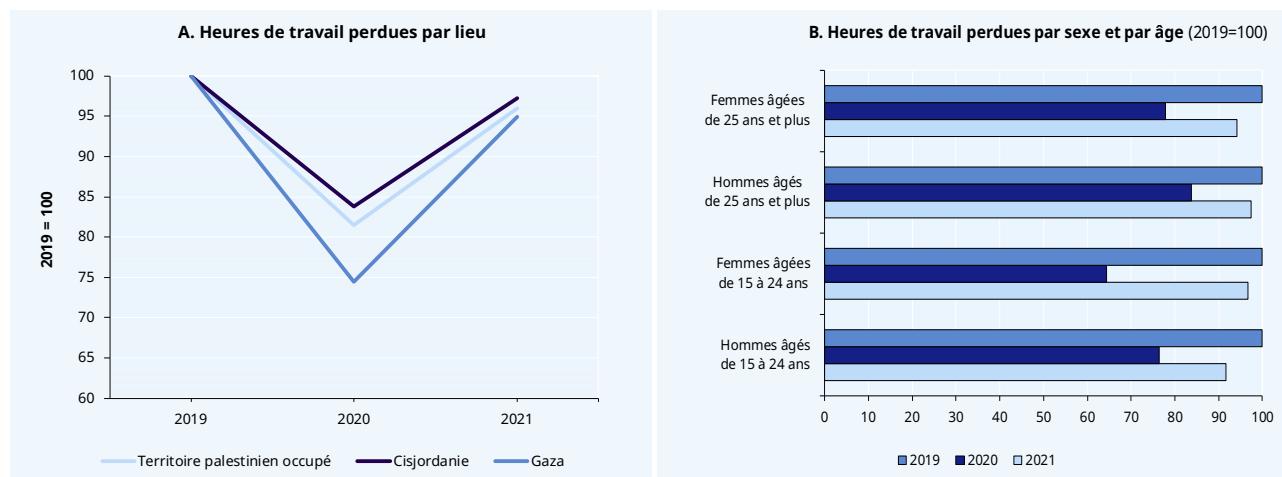 A. Heures de travail perdues par lieu
100
95
90
85
80
75
70
65
60
2019 = 100
2019 2020 2021
Territoire palestinien occupé Cisjordanie Gaza
B. Heures de travail perdues par sexe et par âge (2019=100)
Femmes âgées
de 25 ans et plus
Hommes âgés
de 25 ans et plus
Femmes âgées
de 15 à 24 ans
Hommes âgés
de 15 à 24 ans
0 10 20 30 40 50 60 70 80 90 100
2019 2020 2021